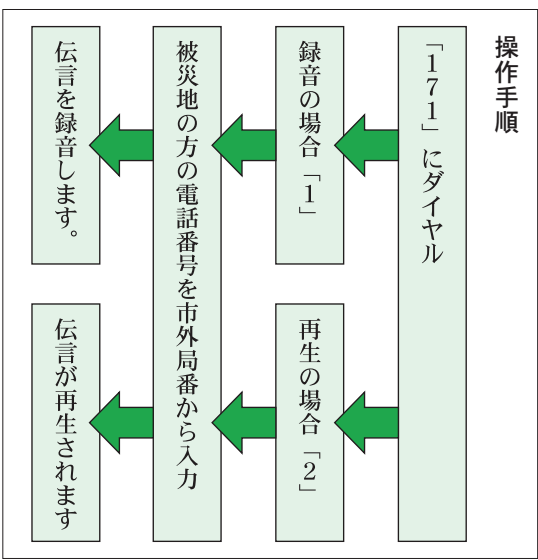 操作手順
「171」にダイヤル
録音の場合「1」
再生の場合「2」
被災地の方の電話番号を市外局番から入力
伝言を録音します。
伝言が再生されます